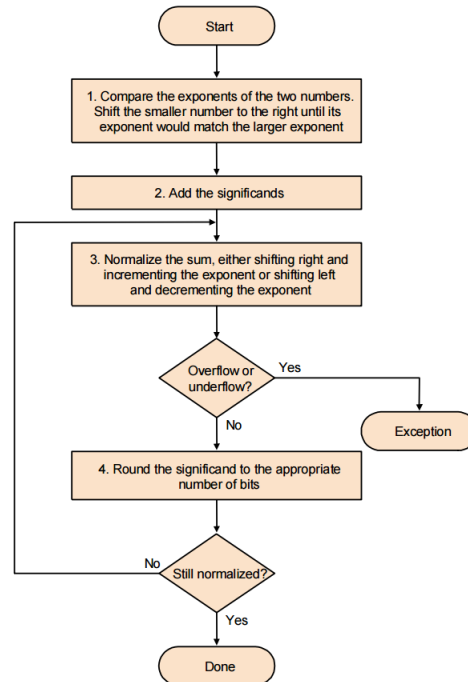 Start
1. Compare the exponents of the two numbers.
Shift the smaller number to the right until its
exponent would match the larger exponent
2. Add the significands
3. Normalize the sum, either shifting right and
incrementing the exponent or shifting left
and decrementing the exponent
Overflow or
underflow?
Yes
No
Exception
4. Round the significand to the appropriate
number of bits
No
Still normalized?
Yes
Done